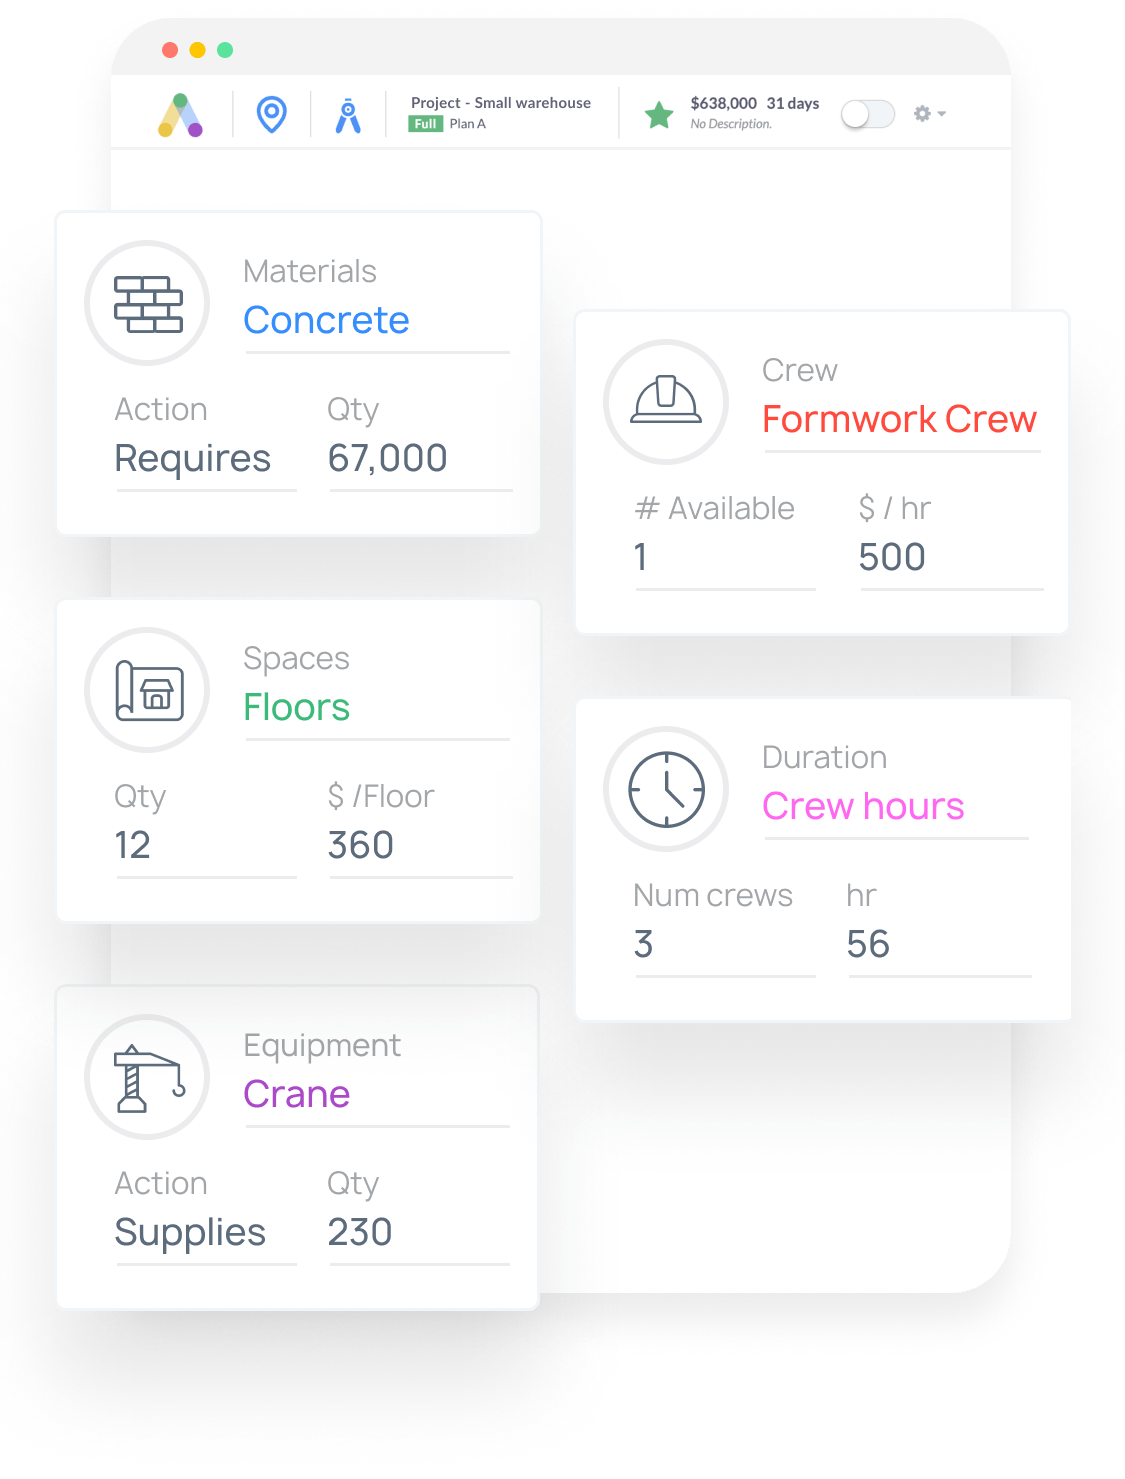 Project - Small warehouse
Full Plan A
$638,000 31 days
No Description.
Materials
Concrete
Action Qty
Requires 67,000
Crew
Formwork Crew
# Available $ / hr
1 500
Spaces
Floors
Qty $ /Floor
12 360
Duration
Crew hours
Num crews hr
3 56
Equipment
Crane
Action Qty
Supplies 230